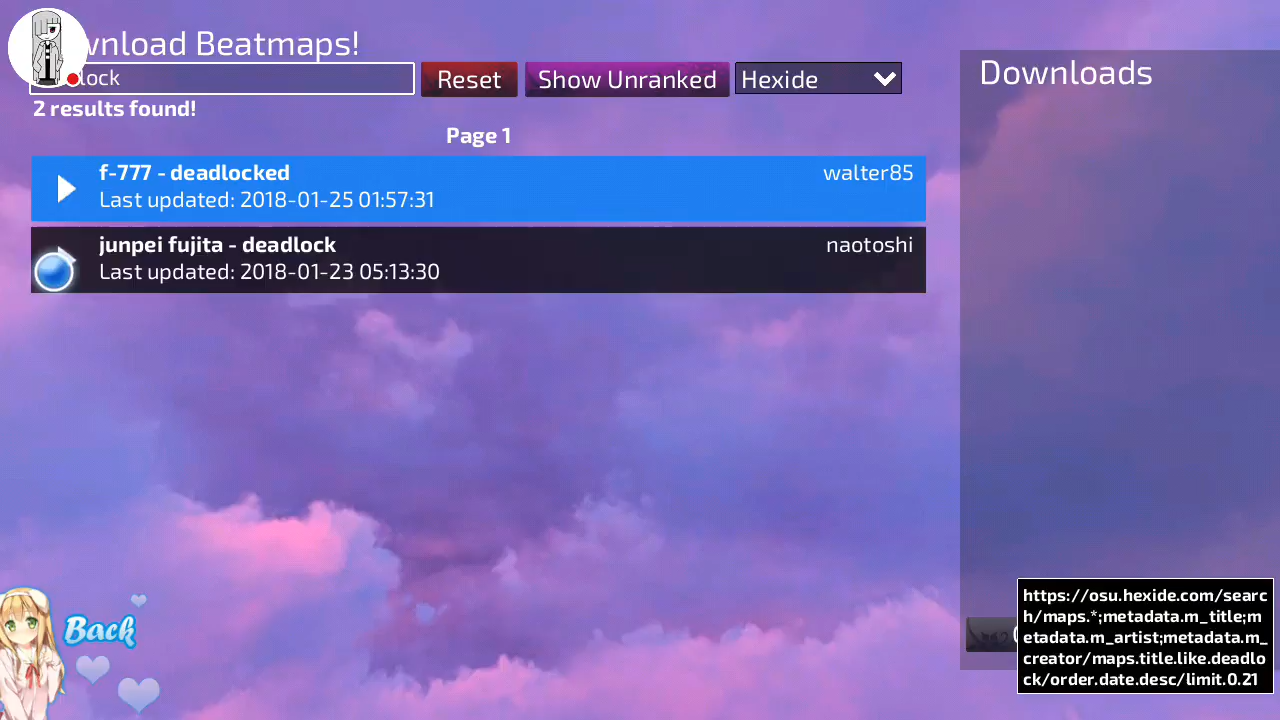 wnload Beatmaps!
lock
Reset
Show Unranked
Hexide
2 results found!
Page 1
f-777 - deadlocked
walter85
Last updated: 2018-01-25 01:57:31
junpei fujita - deadlock
naotoshi
Last updated: 2018-01-23 05:13:30
Downloads
Back
https://osu.hexide.com/searc
h/maps.*;metadata.m_title;m
etadata.m_artist;metadata.m_
creator/maps.title.like.deadlo
ck/order.date.desc/limit.0.21